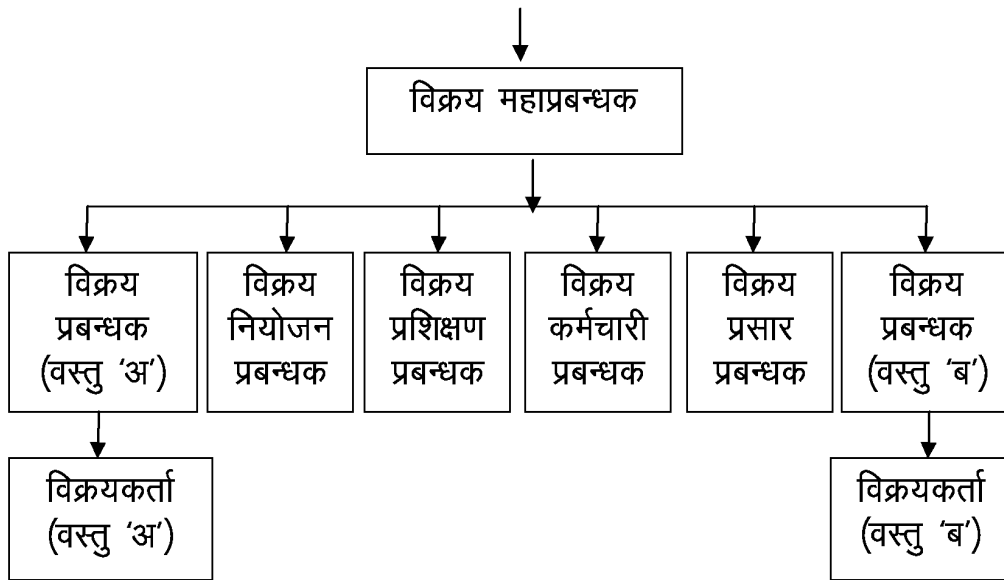 विक्रय महाप्रबन्धक
विक्रय
प्रबन्धक
(वस्तु ‘अ’)
विक्रय
नियोजन
प्रबन्धक
विक्रय
प्रशिक्षण
प्रबन्धक
विक्रय
कर्मचारी
प्रबन्धक
विक्रय
प्रसार
प्रबन्धक
विक्रय
प्रबन्धक
(वस्तु ‘ब’)
विक्रयकर्ता
(वस्तु ‘अ’)
विक्रयकर्ता
(वस्तु ‘ब’)